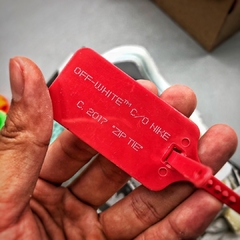 OFF-WHITE™ C/O NIKE
C. 2017 "ZIP TIE"